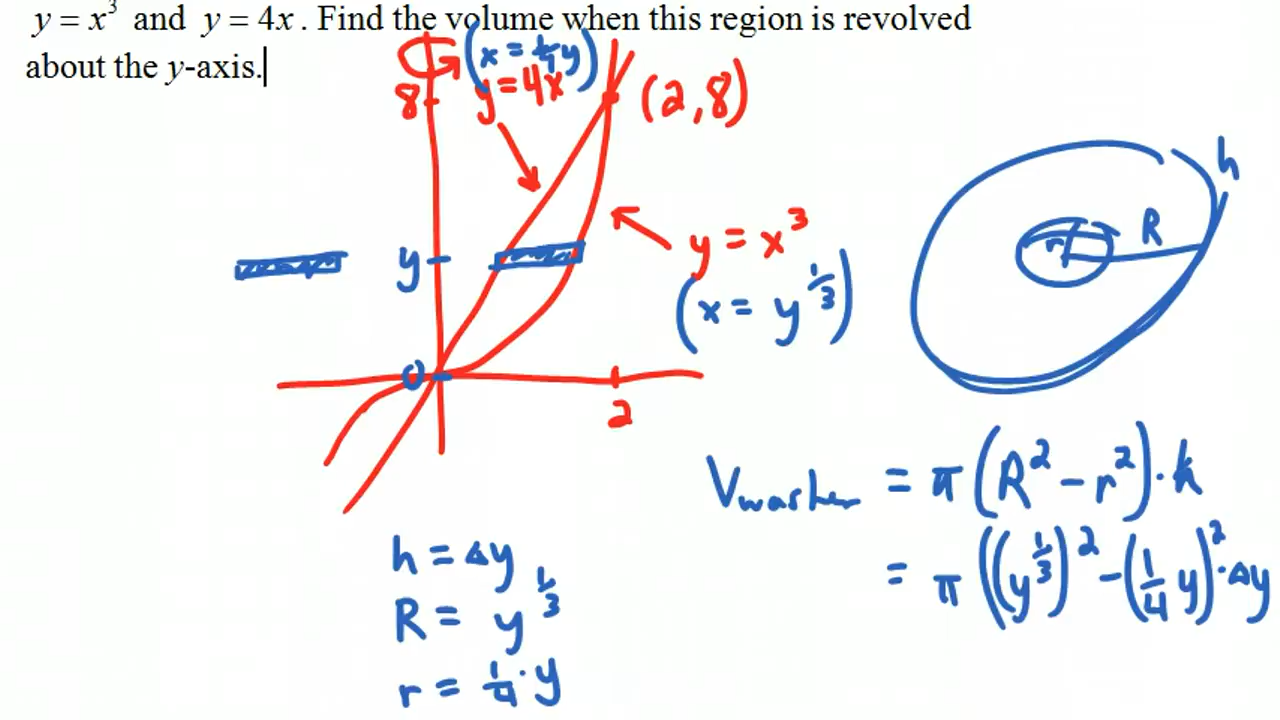 y = x³ and y = 4x. Find the volume when this region is revolved
about the y-axis.
(x = ¼y)
y = 4x
8
(2,8)
h
R
r
y
y = x³
(x = y^(1/3))
0
2
V washer = π(R² − r²)·h
= π((y^(1/3))² − (¼ y)²·Δy
h = Δy
R = y^(1/3)
r = ¼·y